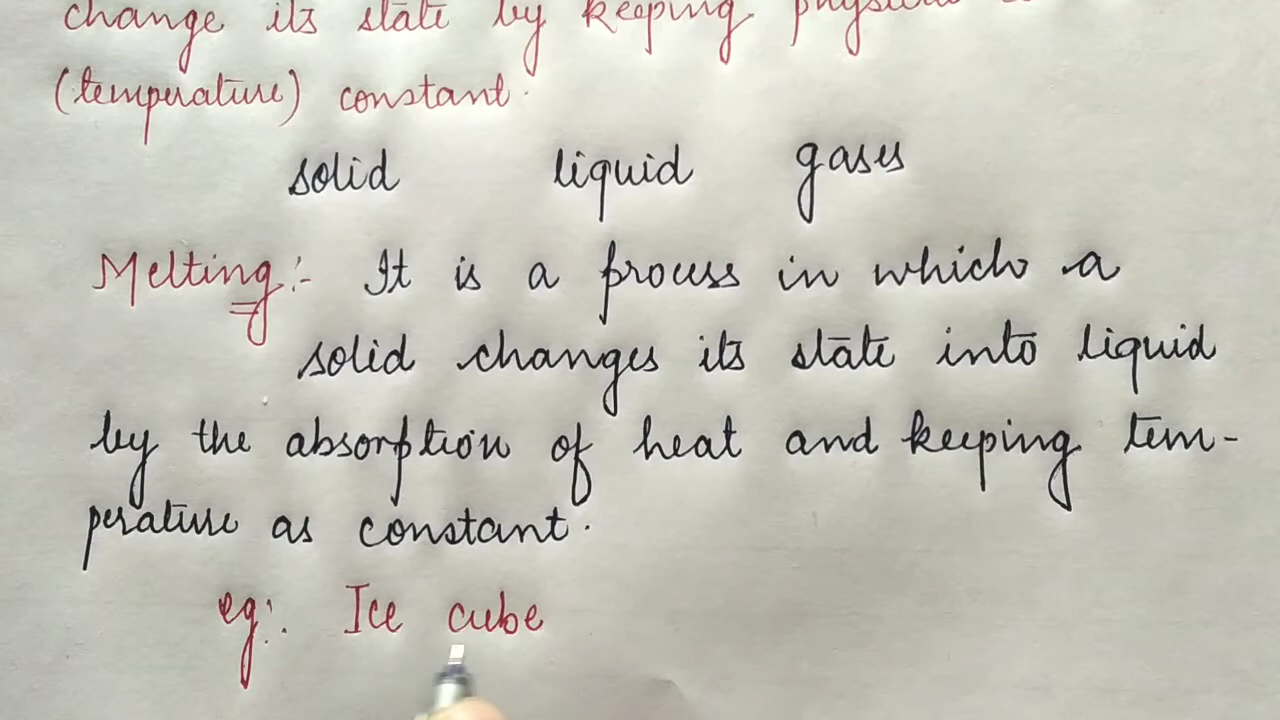 change its state by keeping physical
(temperature) constant.
solid liquid gases
Melting:- It is a process in which a
solid changes its state into liquid
by the absorption of heat and keeping tem-
perature as constant.
eg:. Ice cube